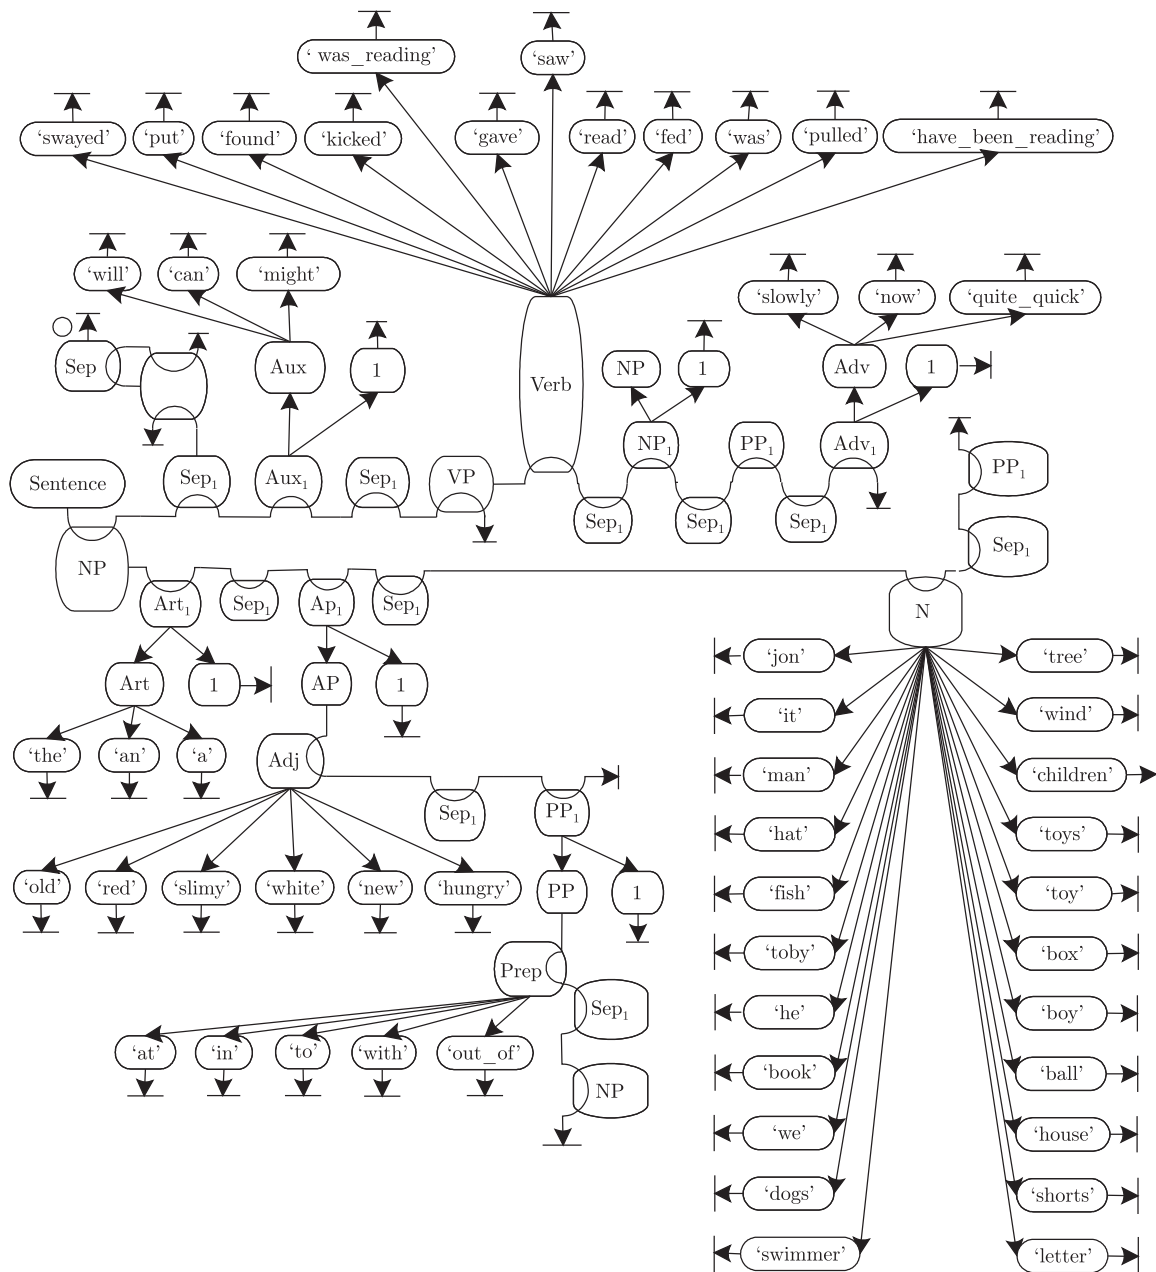 ‘ was_reading’ ‘saw’
‘swayed’ ‘put’ ‘found’ ‘kicked’ ‘gave’ ‘read’ ‘fed’ ‘was’ ‘pulled’ ‘have_been_reading’
‘will’ ‘can’ ‘might’ ‘slowly’ ‘now’ ‘quite_quick’
Sep Aux 1 Verb NP 1 Adv 1
NP₁ PP₁ Adv₁
Sentence Sep₁ Aux₁ Sep₁ VP PP₁
Sep₁ Sep₁ Sep₁
Sep₁
NP Art₁ Sep₁ Ap₁ Sep₁ N
Art 1 AP 1 ‘jon’ ‘tree’
‘it’ ‘wind’
‘the’ ‘an’ ‘a’ Adj ‘man’ ‘children’
Sep₁ PP₁ ‘hat’ ‘toys’
‘old’ ‘red’ ‘slimy’ ‘white’ ‘new’ ‘hungry’ PP 1 ‘fish’ ‘toy’
Prep ‘toby’ ‘box’
Sep₁ ‘he’ ‘boy’
‘at’ ‘in’ ‘to’ ‘with’ ‘out_of’ ‘book’ ‘ball’
NP
‘we’ ‘house’
‘dogs’ ‘shorts’
‘swimmer’ ‘letter’